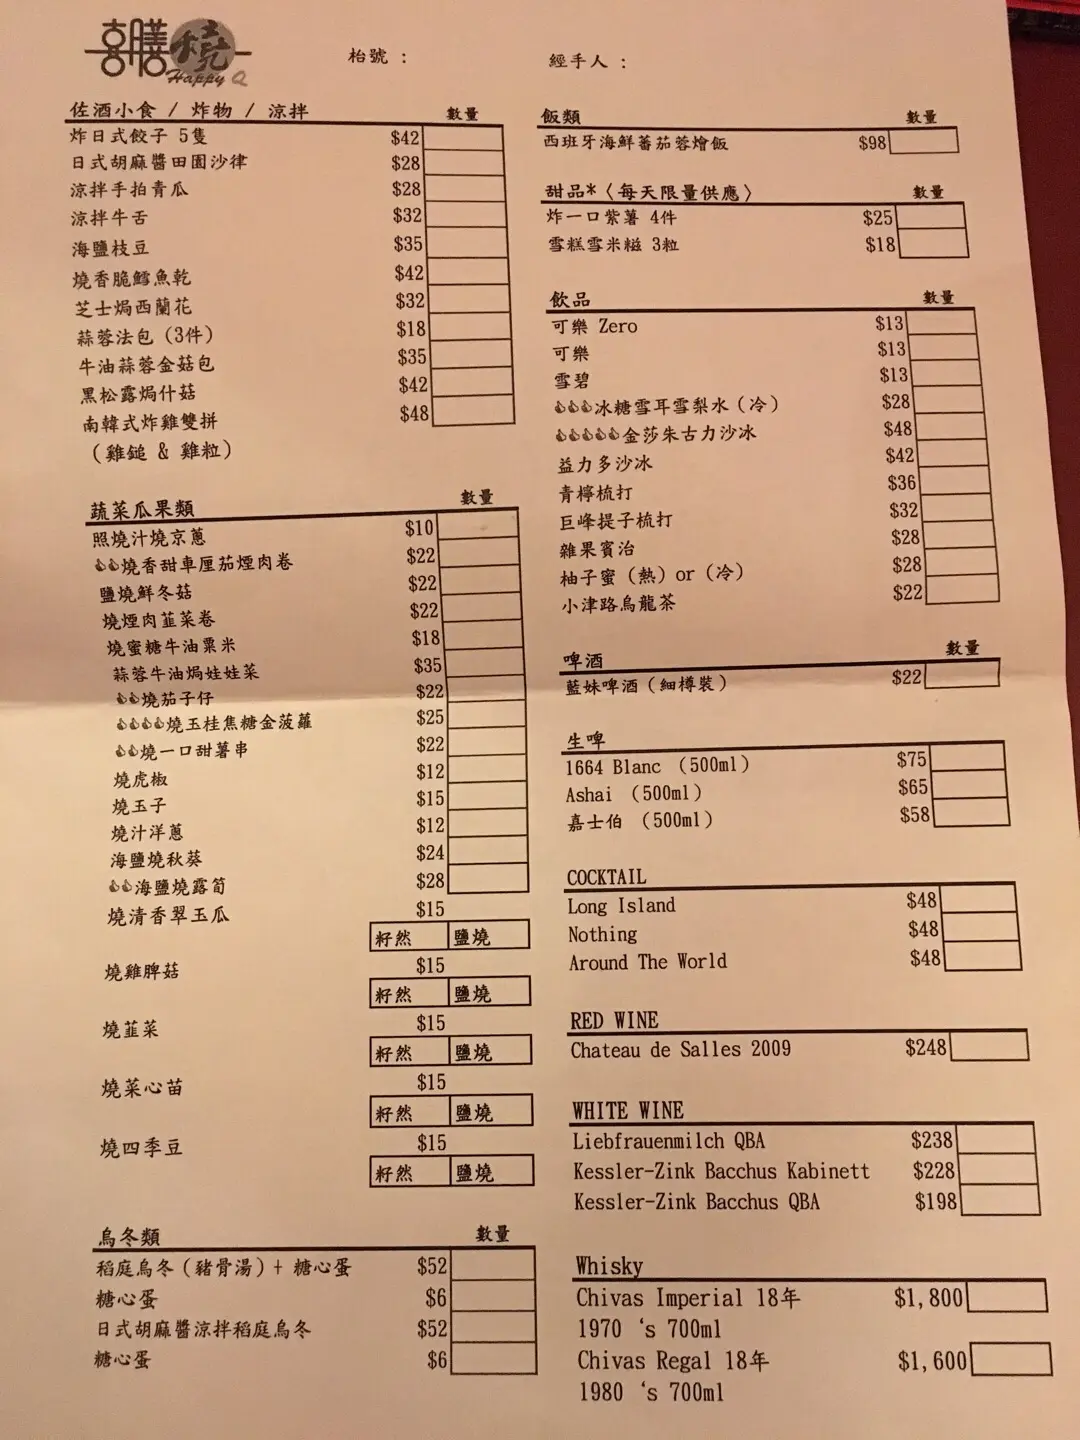 喜膳燒
Happy Q
枱號 :
經手人 :
佐酒小食 / 炸物 / 涼拌 數量
炸日式餃子 5隻 $42
日式胡麻醬田園沙律 $28
涼拌手拍青瓜 $28
涼拌牛舌 $32
海鹽枝豆 $35
燒香脆鱈魚乾 $42
芝士焗西蘭花 $32
蒜蓉法包 (3件) $18
牛油蒜蓉金菇包 $35
黑松露焗什菇 $42
南韓式炸雞雙拼 $48
(雞鎚 & 雞粒)
蔬菜瓜果類 數量
照燒汁燒京蔥 $10
👍👍燒香甜車厘茄煙肉卷 $22
鹽燒鮮冬菇 $22
燒煙肉韮菜卷 $22
燒蜜糖牛油粟米 $18
蒜蓉牛油焗娃娃菜 $35
👍👍燒茄子仔 $22
👍👍👍👍燒玉桂焦糖金菠蘿 $25
👍👍燒一口甜薯串 $22
燒虎椒 $12
燒玉子 $15
燒汁洋蔥 $12
海鹽燒秋葵 $24
👍👍海鹽燒露筍 $28
燒清香翠玉瓜 $15
籽然 鹽燒
燒雞脾菇 $15
籽然 鹽燒
燒韮菜 $15
籽然 鹽燒
燒菜心苗 $15
籽然 鹽燒
燒四季豆 $15
籽然 鹽燒
烏冬類 數量
稻庭烏冬 (豬骨湯) + 糖心蛋 $52
糖心蛋 $6
日式胡麻醬涼拌稻庭烏冬 $52
糖心蛋 $6
飯類 數量
西班牙海鮮蕃茄蓉燴飯 $98
甜品*〈每天限量供應〉 數量
炸一口紫薯 4件 $25
雪糕雪米糍 3粒 $18
飲品 數量
可樂 Zero $13
可樂 $13
雪碧 $13
👍👍👍冰糖雪耳雪梨水 (冷) $28
👍👍👍👍👍金莎朱古力沙冰 $48
益力多沙冰 $42
青檸梳打 $36
巨峰提子梳打 $32
雜果賓治 $28
柚子蜜 (熱) or (冷) $28
小津路烏龍茶 $22
啤酒 數量
藍妹啤酒 (細樽裝) $22
生啤
1664 Blanc (500ml) $75
Ashai (500ml) $65
嘉士伯 (500ml) $58
COCKTAIL
Long Island $48
Nothing $48
Around The World $48
RED WINE
Chateau de Salles 2009 $248
WHITE WINE
Liebfrauenmilch QBA $238
Kessler-Zink Bacchus Kabinett $228
Kessler-Zink Bacchus QBA $198
Whisky
Chivas Imperial 18年 $1,800
1970 ‘s 700ml
Chivas Regal 18年 $1,600
1980 ‘s 700ml